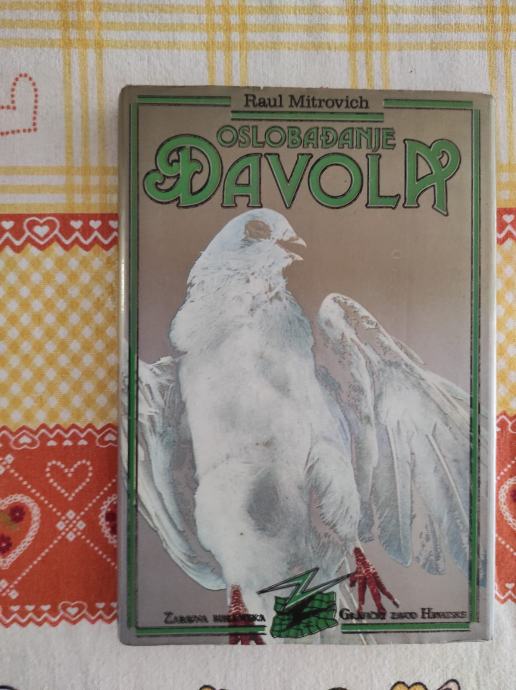 Raul Mitrovich
OSLOBAĐANJE
ĐAVOLA
ZABAVNA BIBLIOTEKA
GRAFIČKI ZAVOD HRVATSKE